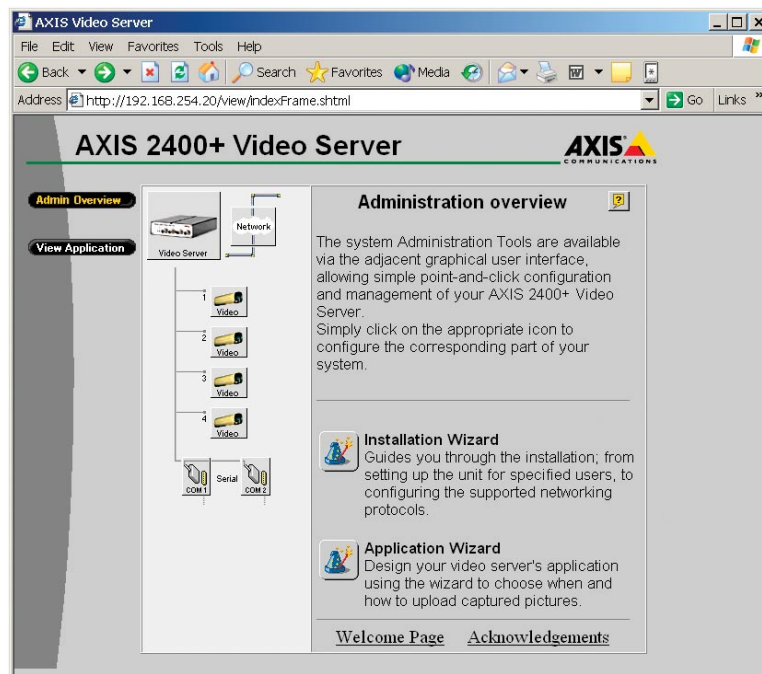 AXIS Video Server
File Edit View Favorites Tools Help
Back Search Favorites Media
Address http://192.168.254.20/view/indexFrame.shtml Go Links »
AXIS 2400+ Video Server
AXIS
COMMUNICATIONS
Admin Overview
View Application
Video Server
Network
1
Video
2
Video
3
Video
4
Video
COM 1 Serial COM 2
Administration overview ?
The system Administration Tools are available
via the adjacent graphical user interface,
allowing simple point-and-click configuration
and management of your AXIS 2400+ Video
Server.
Simply click on the appropriate icon to
configure the corresponding part of your
system.
Installation Wizard
Guides you through the installation; from
setting up the unit for specified users, to
configuring the supported networking
protocols.
Application Wizard
Design your video server's application
using the wizard to choose when and
how to upload captured pictures.
Welcome Page Acknowledgements